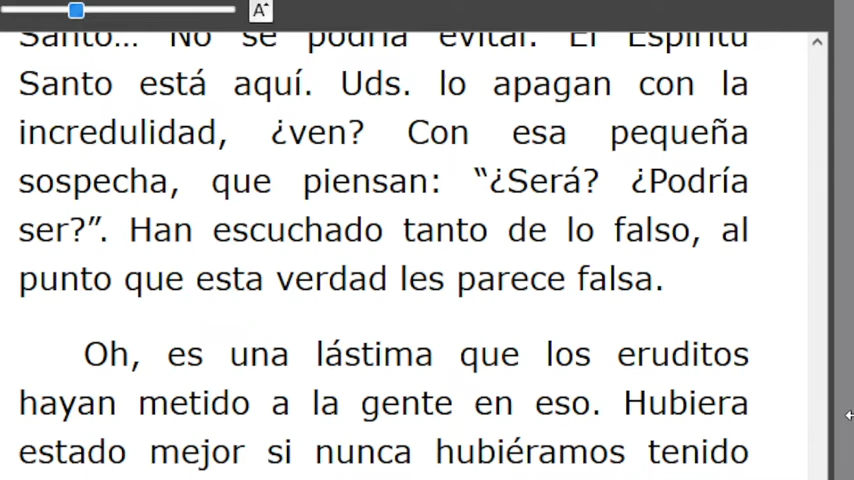 A
Santo... No se podría evitar. El Espíritu
Santo está aquí. Uds. lo apagan con la
incredulidad, ¿ven? Con esa pequeña
sospecha, que piensan: “¿Será? ¿Podría
ser?”. Han escuchado tanto de lo falso, al
punto que esta verdad les parece falsa.
Oh, es una lástima que los eruditos
hayan metido a la gente en eso. Hubiera
estado mejor si nunca hubiéramos tenido